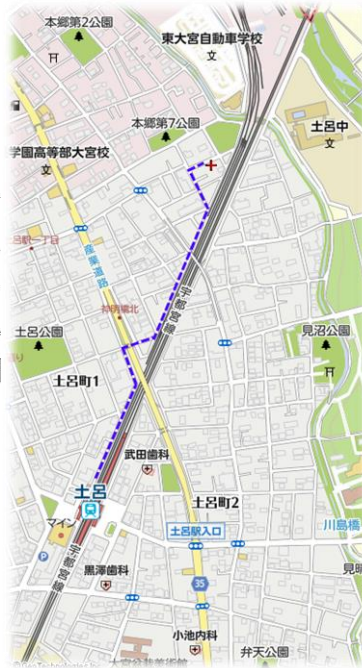 本郷第2公園
東大宮自動車学校
本郷第7公園
土呂中
学園高等部大宮校
産業道路
神明橋北
宇都宮線
土呂公園
見沼公園
土呂町1
武田歯科
土呂
土呂町2
マイン
土呂駅入口
川島橋
宇都宮線
黒澤歯科
35
小池内科
弁天公園